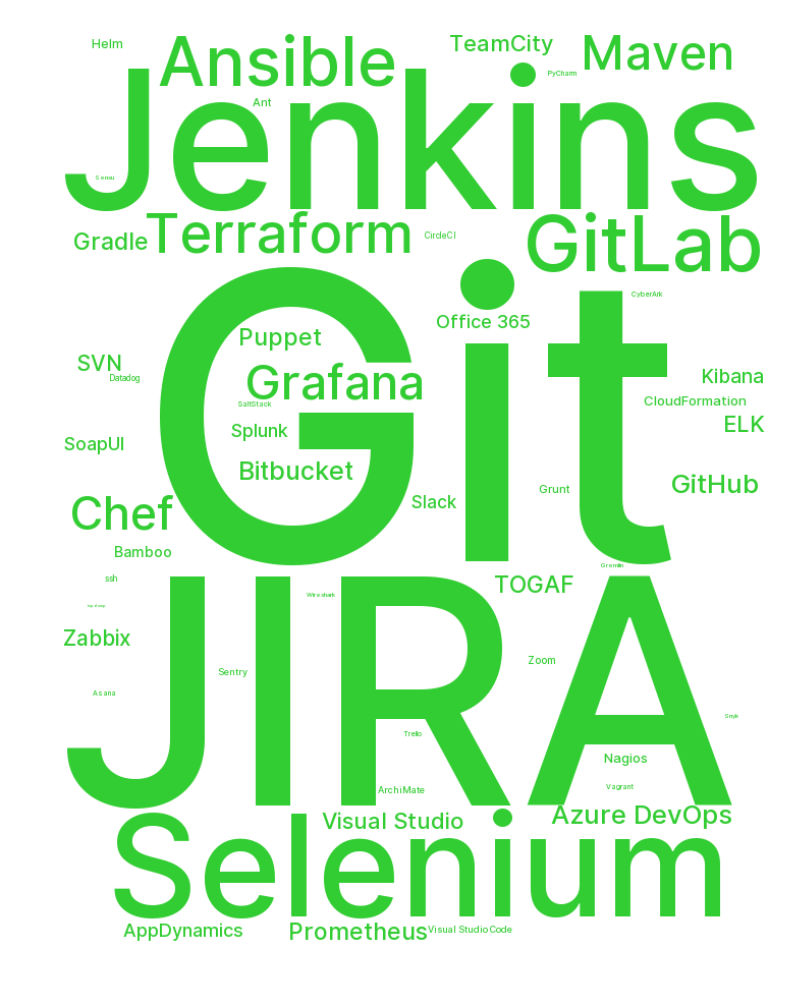 Helm
Ansible
TeamCity
Maven
PyCharm
Jenkins
Ant
Sensu
Gradle
Terraform
CircleCI
GitLab
Git
CyberArk
Office 365
Puppet
SVN
Datadog
Grafana
Kibana
SaltStack
CloudFormation
Splunk
ELK
SoapUI
Bitbucket
GitHub
Slack
Grunt
Chef
Bamboo
Gremlin
ssh
JIRA
TOGAF
Wireshark
tcpdump
Zabbix
Zoom
Sentry
Asana
Snyk
Trello
Nagios
Vagrant
ArchiMate
Visual Studio
Azure DevOps
Selenium
AppDynamics
Prometheus
Visual Studio Code